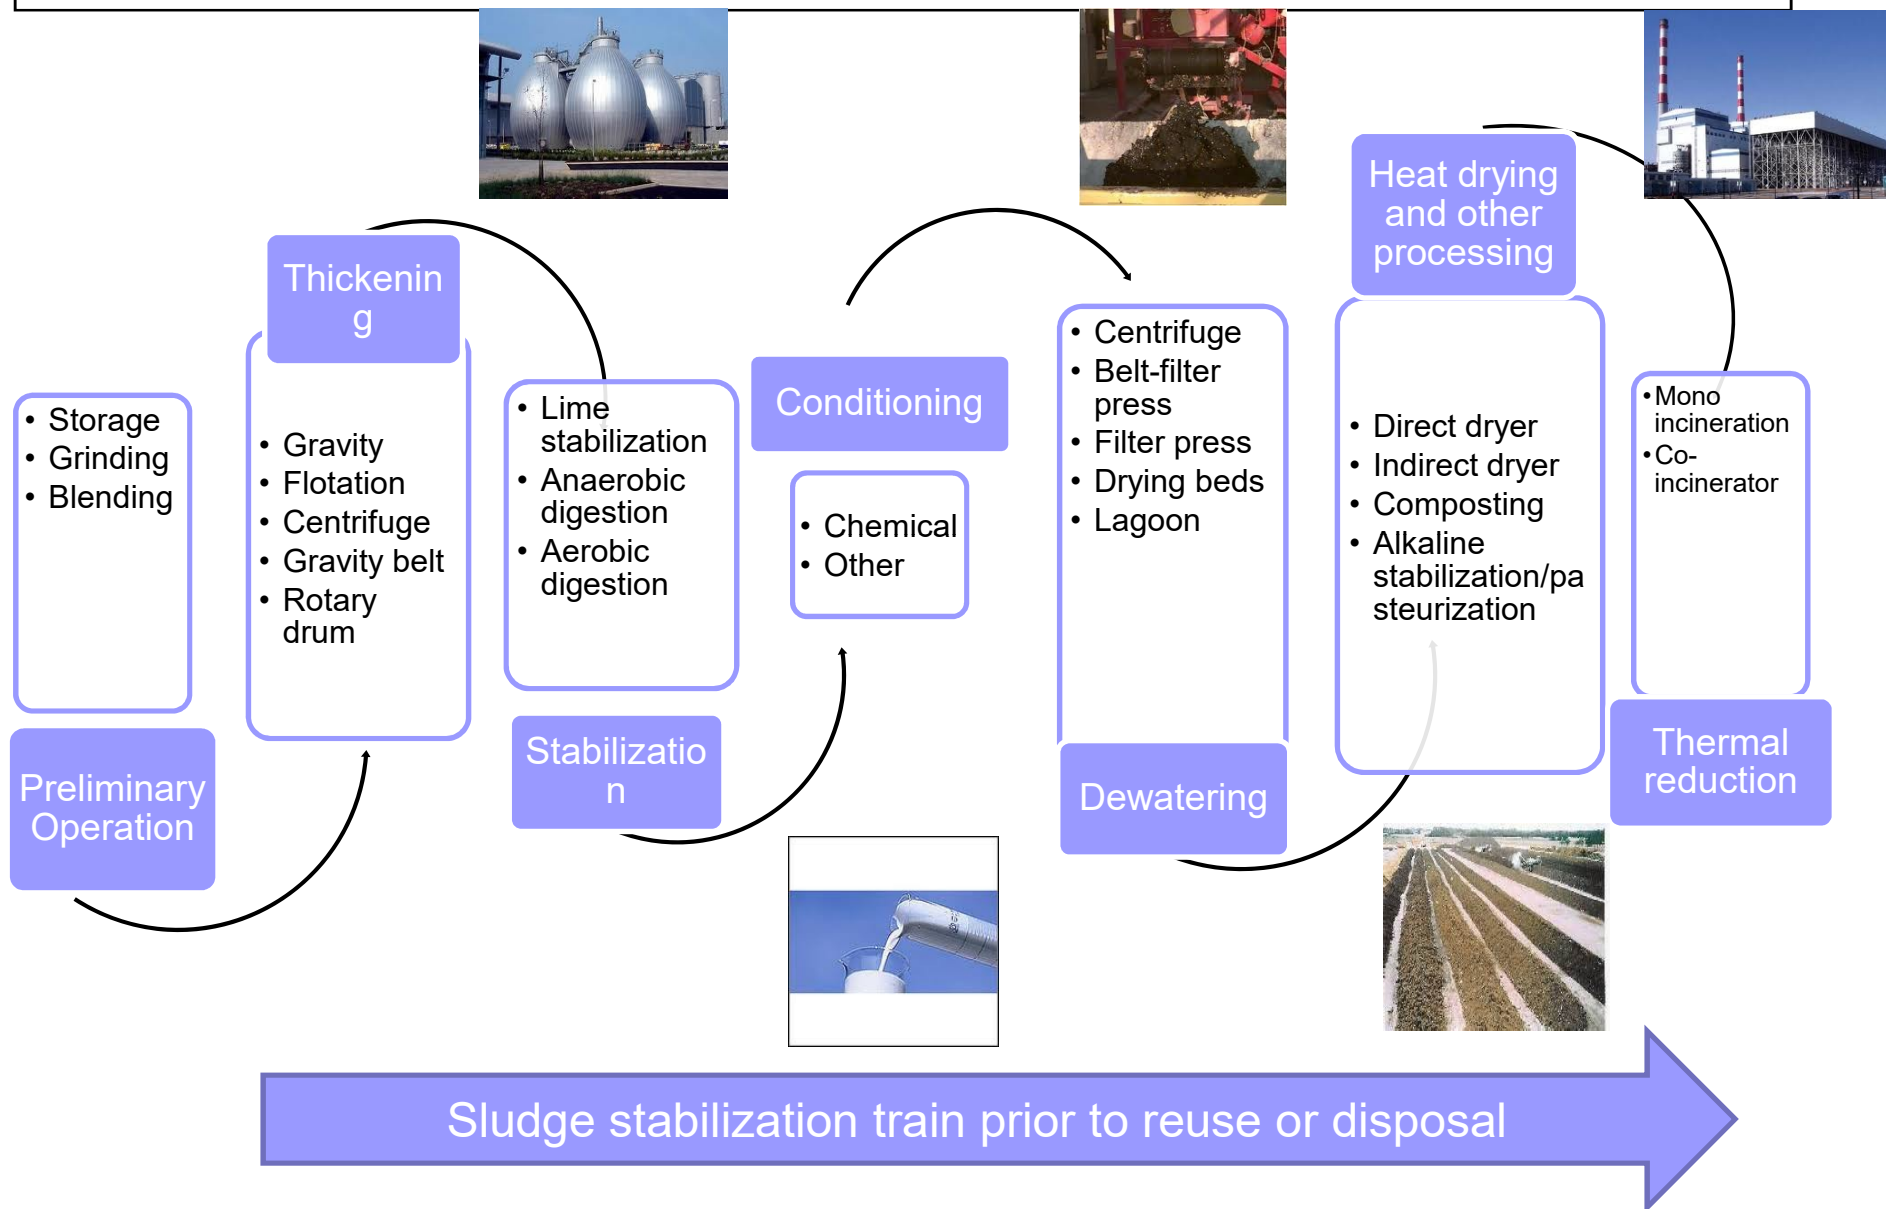 Preliminary
Operation
• Storage
• Grinding
• Blending
Thickenin
g
• Gravity
• Flotation
• Centrifuge
• Gravity belt
• Rotary
drum
Stabilizatio
n
• Lime
stabilization
• Anaerobic
digestion
• Aerobic
digestion
Conditioning
• Chemical
• Other
Dewatering
• Centrifuge
• Belt-filter
press
• Filter press
• Drying beds
• Lagoon
Heat drying
and other
processing
• Direct dryer
• Indirect dryer
• Composting
• Alkaline
stabilization/pa
steurization
Thermal
reduction
• Mono
incineration
• Co-
incinerator
Sludge stabilization train prior to reuse or disposal